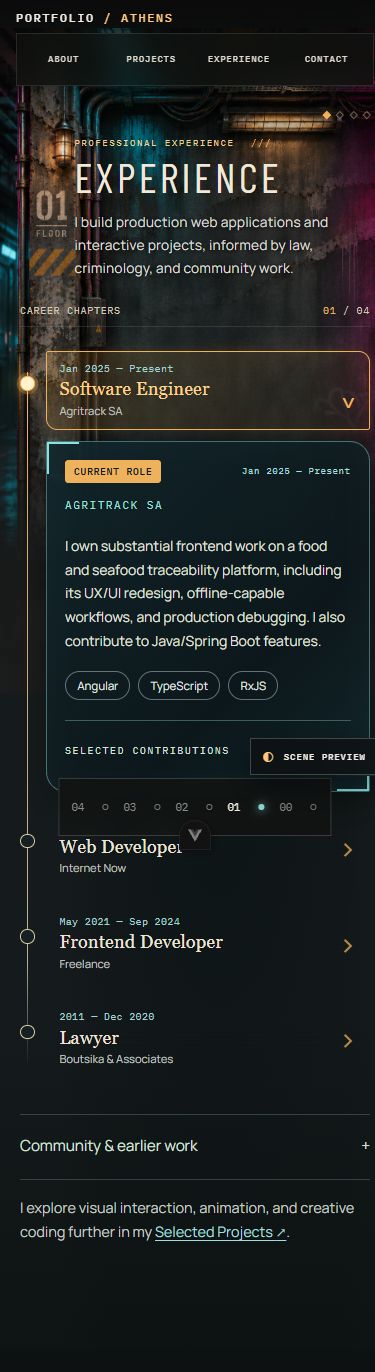 PORTFOLIO / ATHENS
ABOUT PROJECTS EXPERIENCE CONTACT
PROFESSIONAL EXPERIENCE ///
EXPERIENCE
01
FLOOR
I build production web applications and
interactive projects, informed by law,
criminology, and community work.
CAREER CHAPTERS 01 / 04
Jan 2025 — Present
Software Engineer
Agritrack SA
CURRENT ROLE Jan 2025 — Present
AGRITRACK SA
I own substantial frontend work on a food
and seafood traceability platform, including
its UX/UI redesign, offline-capable
workflows, and production debugging. I also
contribute to Java/Spring Boot features.
Angular TypeScript RxJS
SELECTED CONTRIBUTIONS
SCENE PREVIEW
04 03 02 01 00
Web Developer
Internet Now
May 2021 — Sep 2024
Frontend Developer
Freelance
2011 — Dec 2020
Lawyer
Boutsika & Associates
Community & earlier work +
I explore visual interaction, animation, and creative
coding further in my Selected Projects ↗.